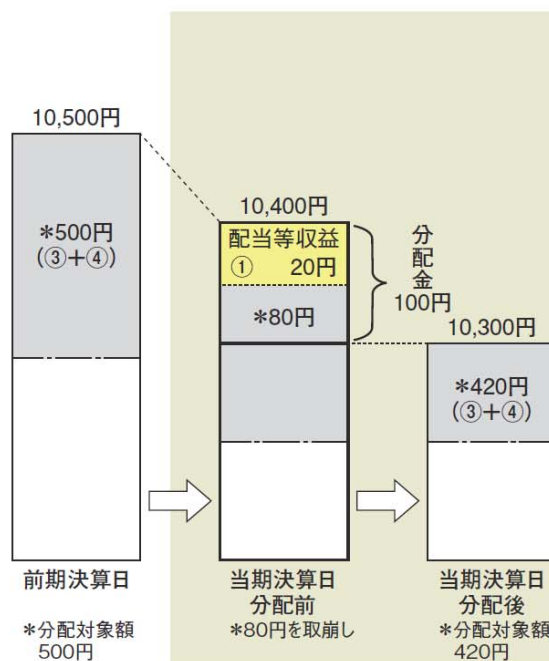 10,500円
*500円
(③+④)
前期決算日
*分配対象額
500円
10,400円
配当等収益
① 20円
*80円
分配金
100円
当期決算日
分配前
*80円を取崩し
10,300円
*420円
(③+④)
当期決算日
分配後
*分配対象額
420円